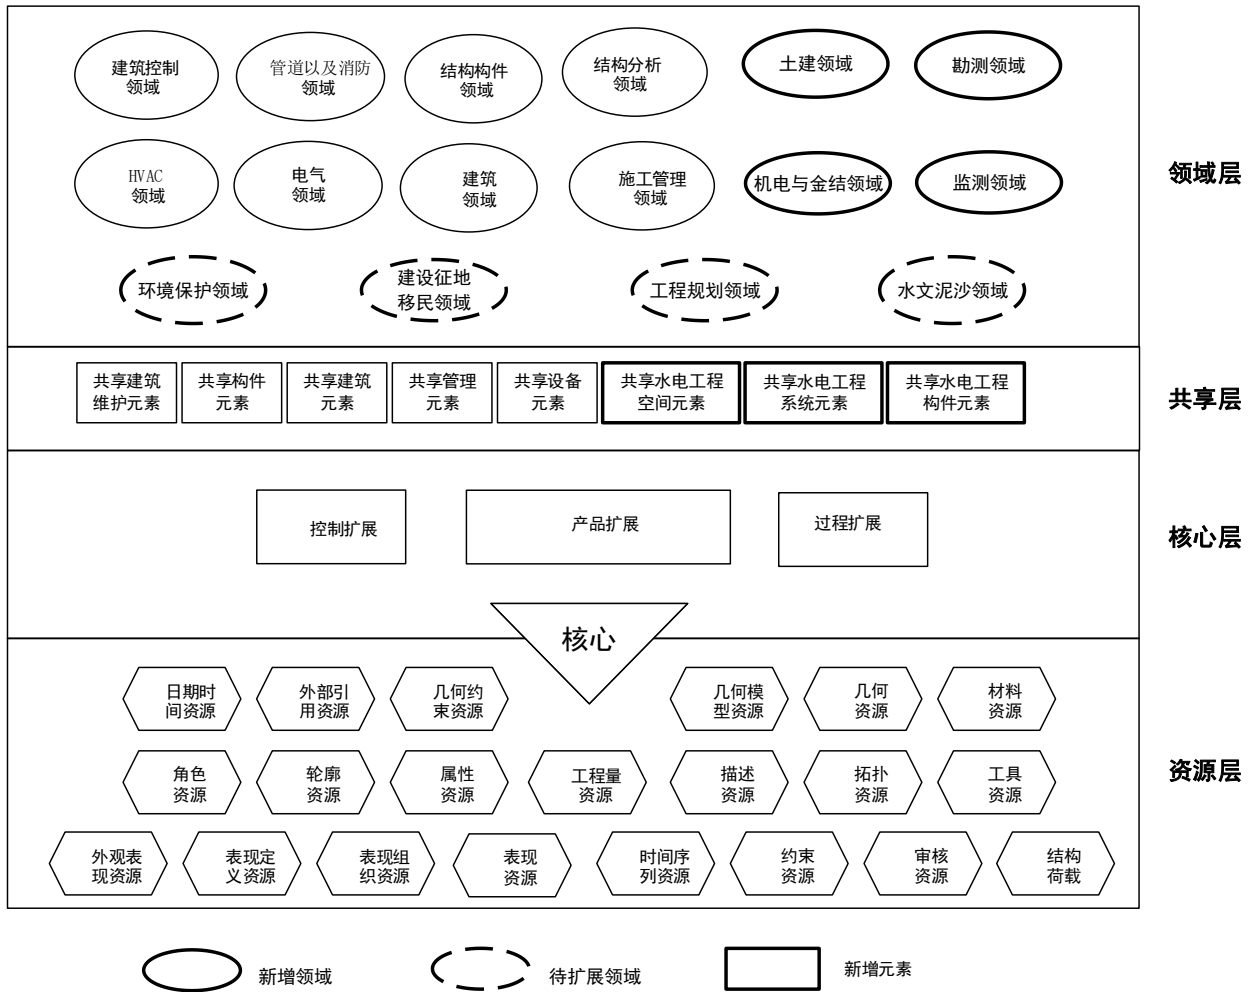 建筑控制
领域
管道以及消防
领域
结构构件
领域
结构分析
领域
土建领域
勘测领域
HVAC
领域
电气
领域
建筑
领域
施工管理
领域
机电与金结领域
监测领域
领域层
环境保护领域
建设征地
移民领域
工程规划领域
水文泥沙领域
共享建筑
维护元素
共享构件
元素
共享建筑
元素
共享管理
元素
共享设备
元素
共享水电工程
空间元素
共享水电工程
系统元素
共享水电工程
构件元素
共享层
控制扩展
产品扩展
过程扩展
核心层
核心
日期时
间资源
外部引
用资源
几何约
束资源
几何模
型资源
几何
资源
材料
资源
角色
资源
轮廓
资源
属性
资源
工程量
资源
描述
资源
拓扑
资源
工具
资源
资源层
外观表
现资源
表现定
义资源
表现组
织资源
表现
资源
时间序
列资源
约束
资源
审核
资源
结构
荷载
新增领域
待扩展领域
新增元素